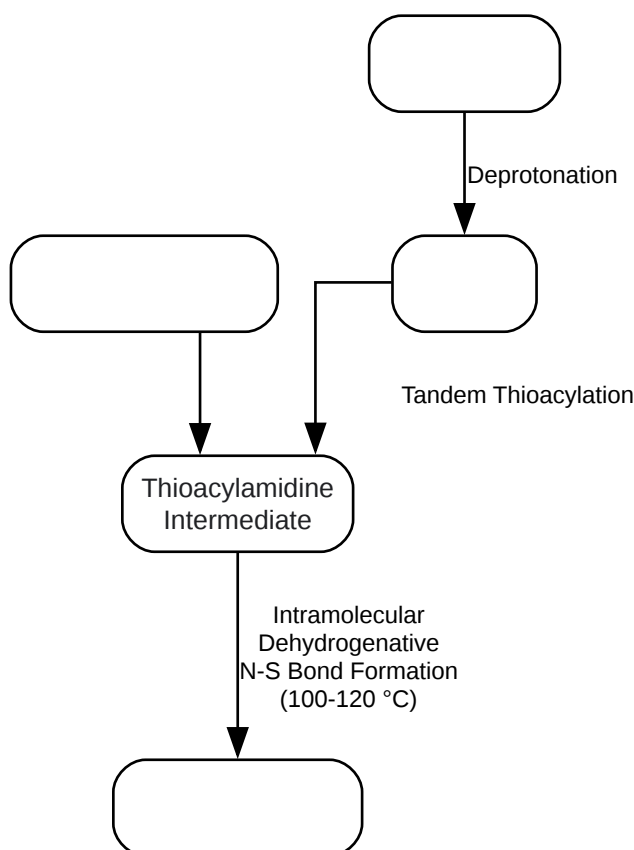 Deprotonation
Tandem Thioacylation
Thioacylamidine
Intermediate
Intramolecular
Dehydrogenative
N-S Bond Formation
(100-120 °C)